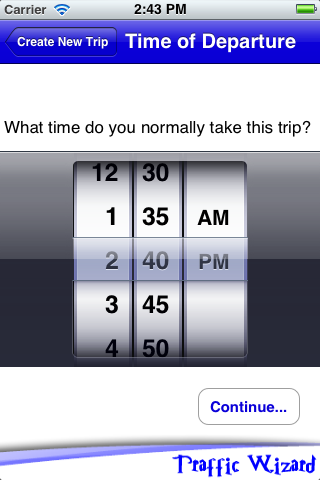 Carrier 2:43 PM
Create New Trip Time of Departure
What time do you normally take this trip?
12 30
1 35 AM
2 40 PM
3 45
4 50
Continue...
Traffic Wizard